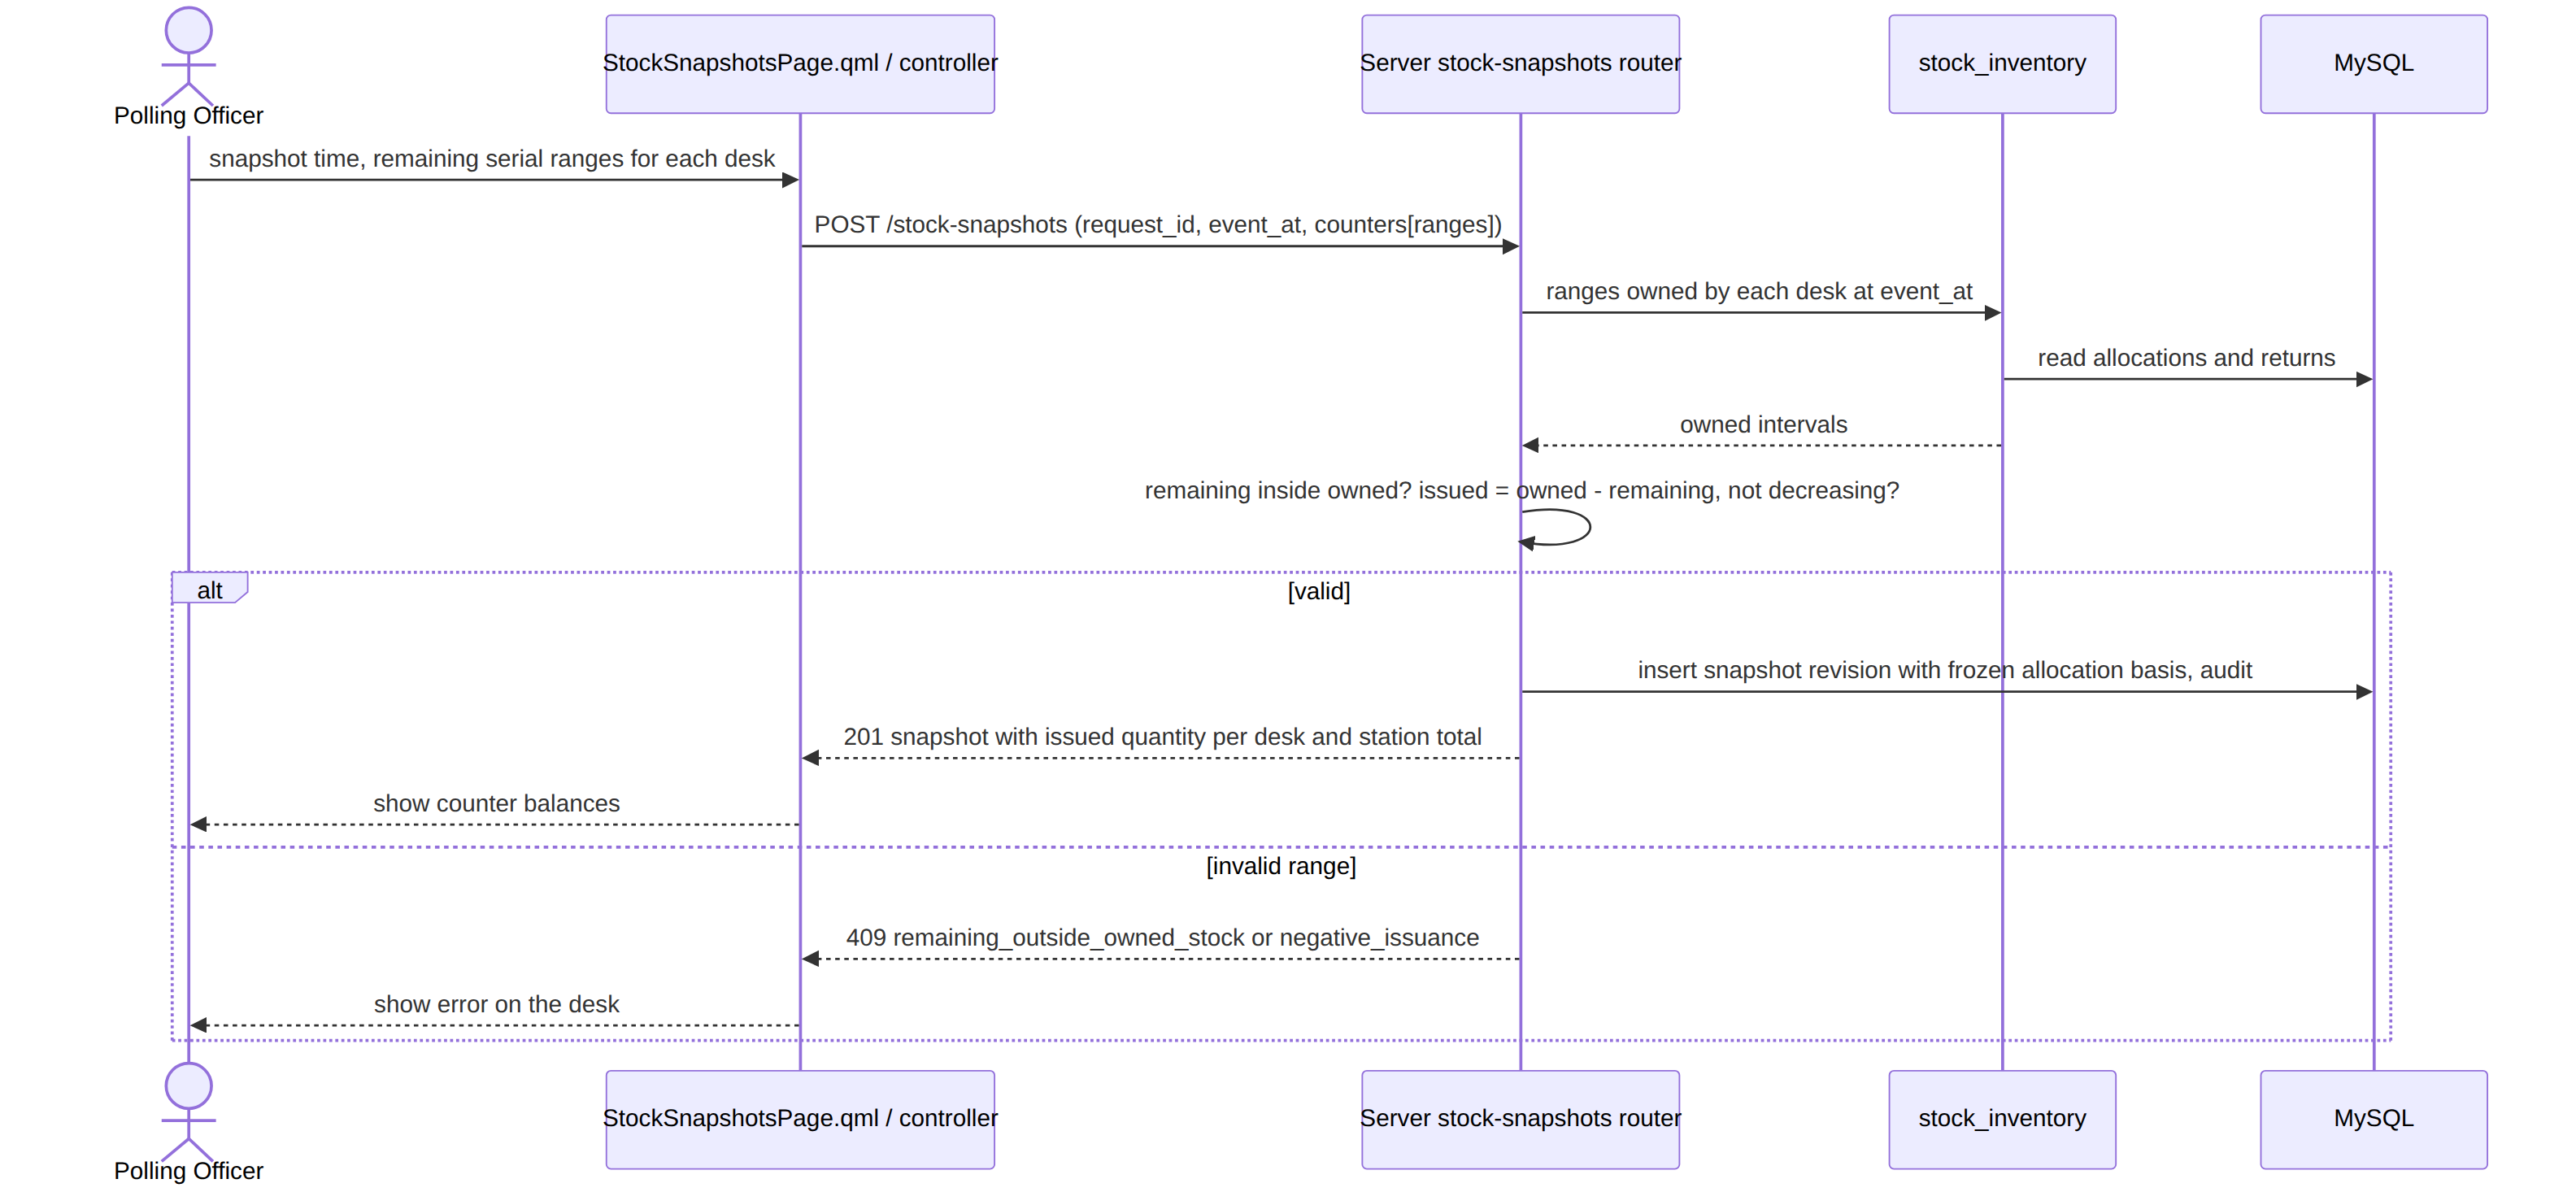 Polling Officer
StockSnapshotsPage.qml / controller
Server stock-snapshots router
stock_inventory
MySQL
snapshot time, remaining serial ranges for each desk
POST /stock-snapshots (request_id, event_at, counters[ranges])
ranges owned by each desk at event_at
read allocations and returns
owned intervals
remaining inside owned? issued = owned - remaining, not decreasing?
alt
[valid]
insert snapshot revision with frozen allocation basis, audit
201 snapshot with issued quantity per desk and station total
show counter balances
[invalid range]
409 remaining_outside_owned_stock or negative_issuance
show error on the desk
Polling Officer
StockSnapshotsPage.qml / controller
Server stock-snapshots router
stock_inventory
MySQL